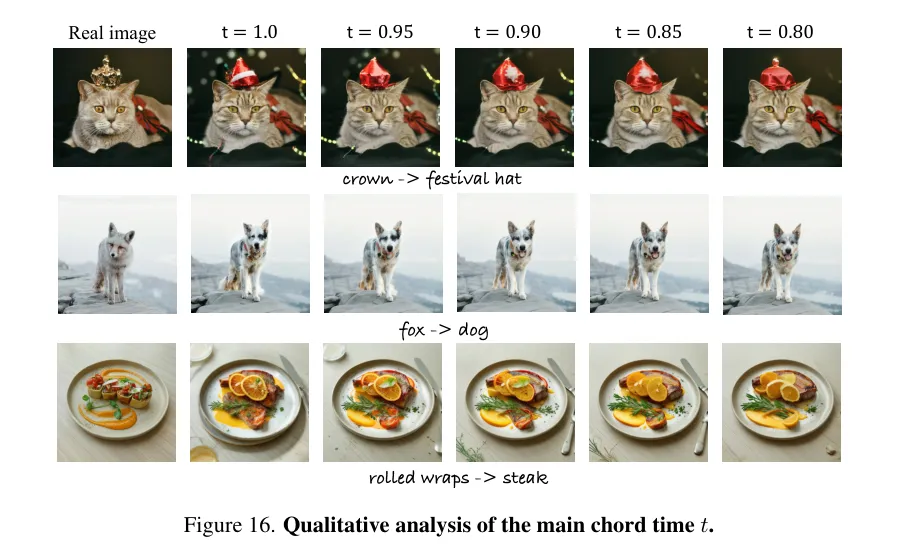 Real image t = 1.0 t = 0.95 t = 0.90 t = 0.85 t = 0.80
crown -> festival hat
fox -> dog
rolled wraps -> steak
Figure 16. Qualitative analysis of the main chord time t.